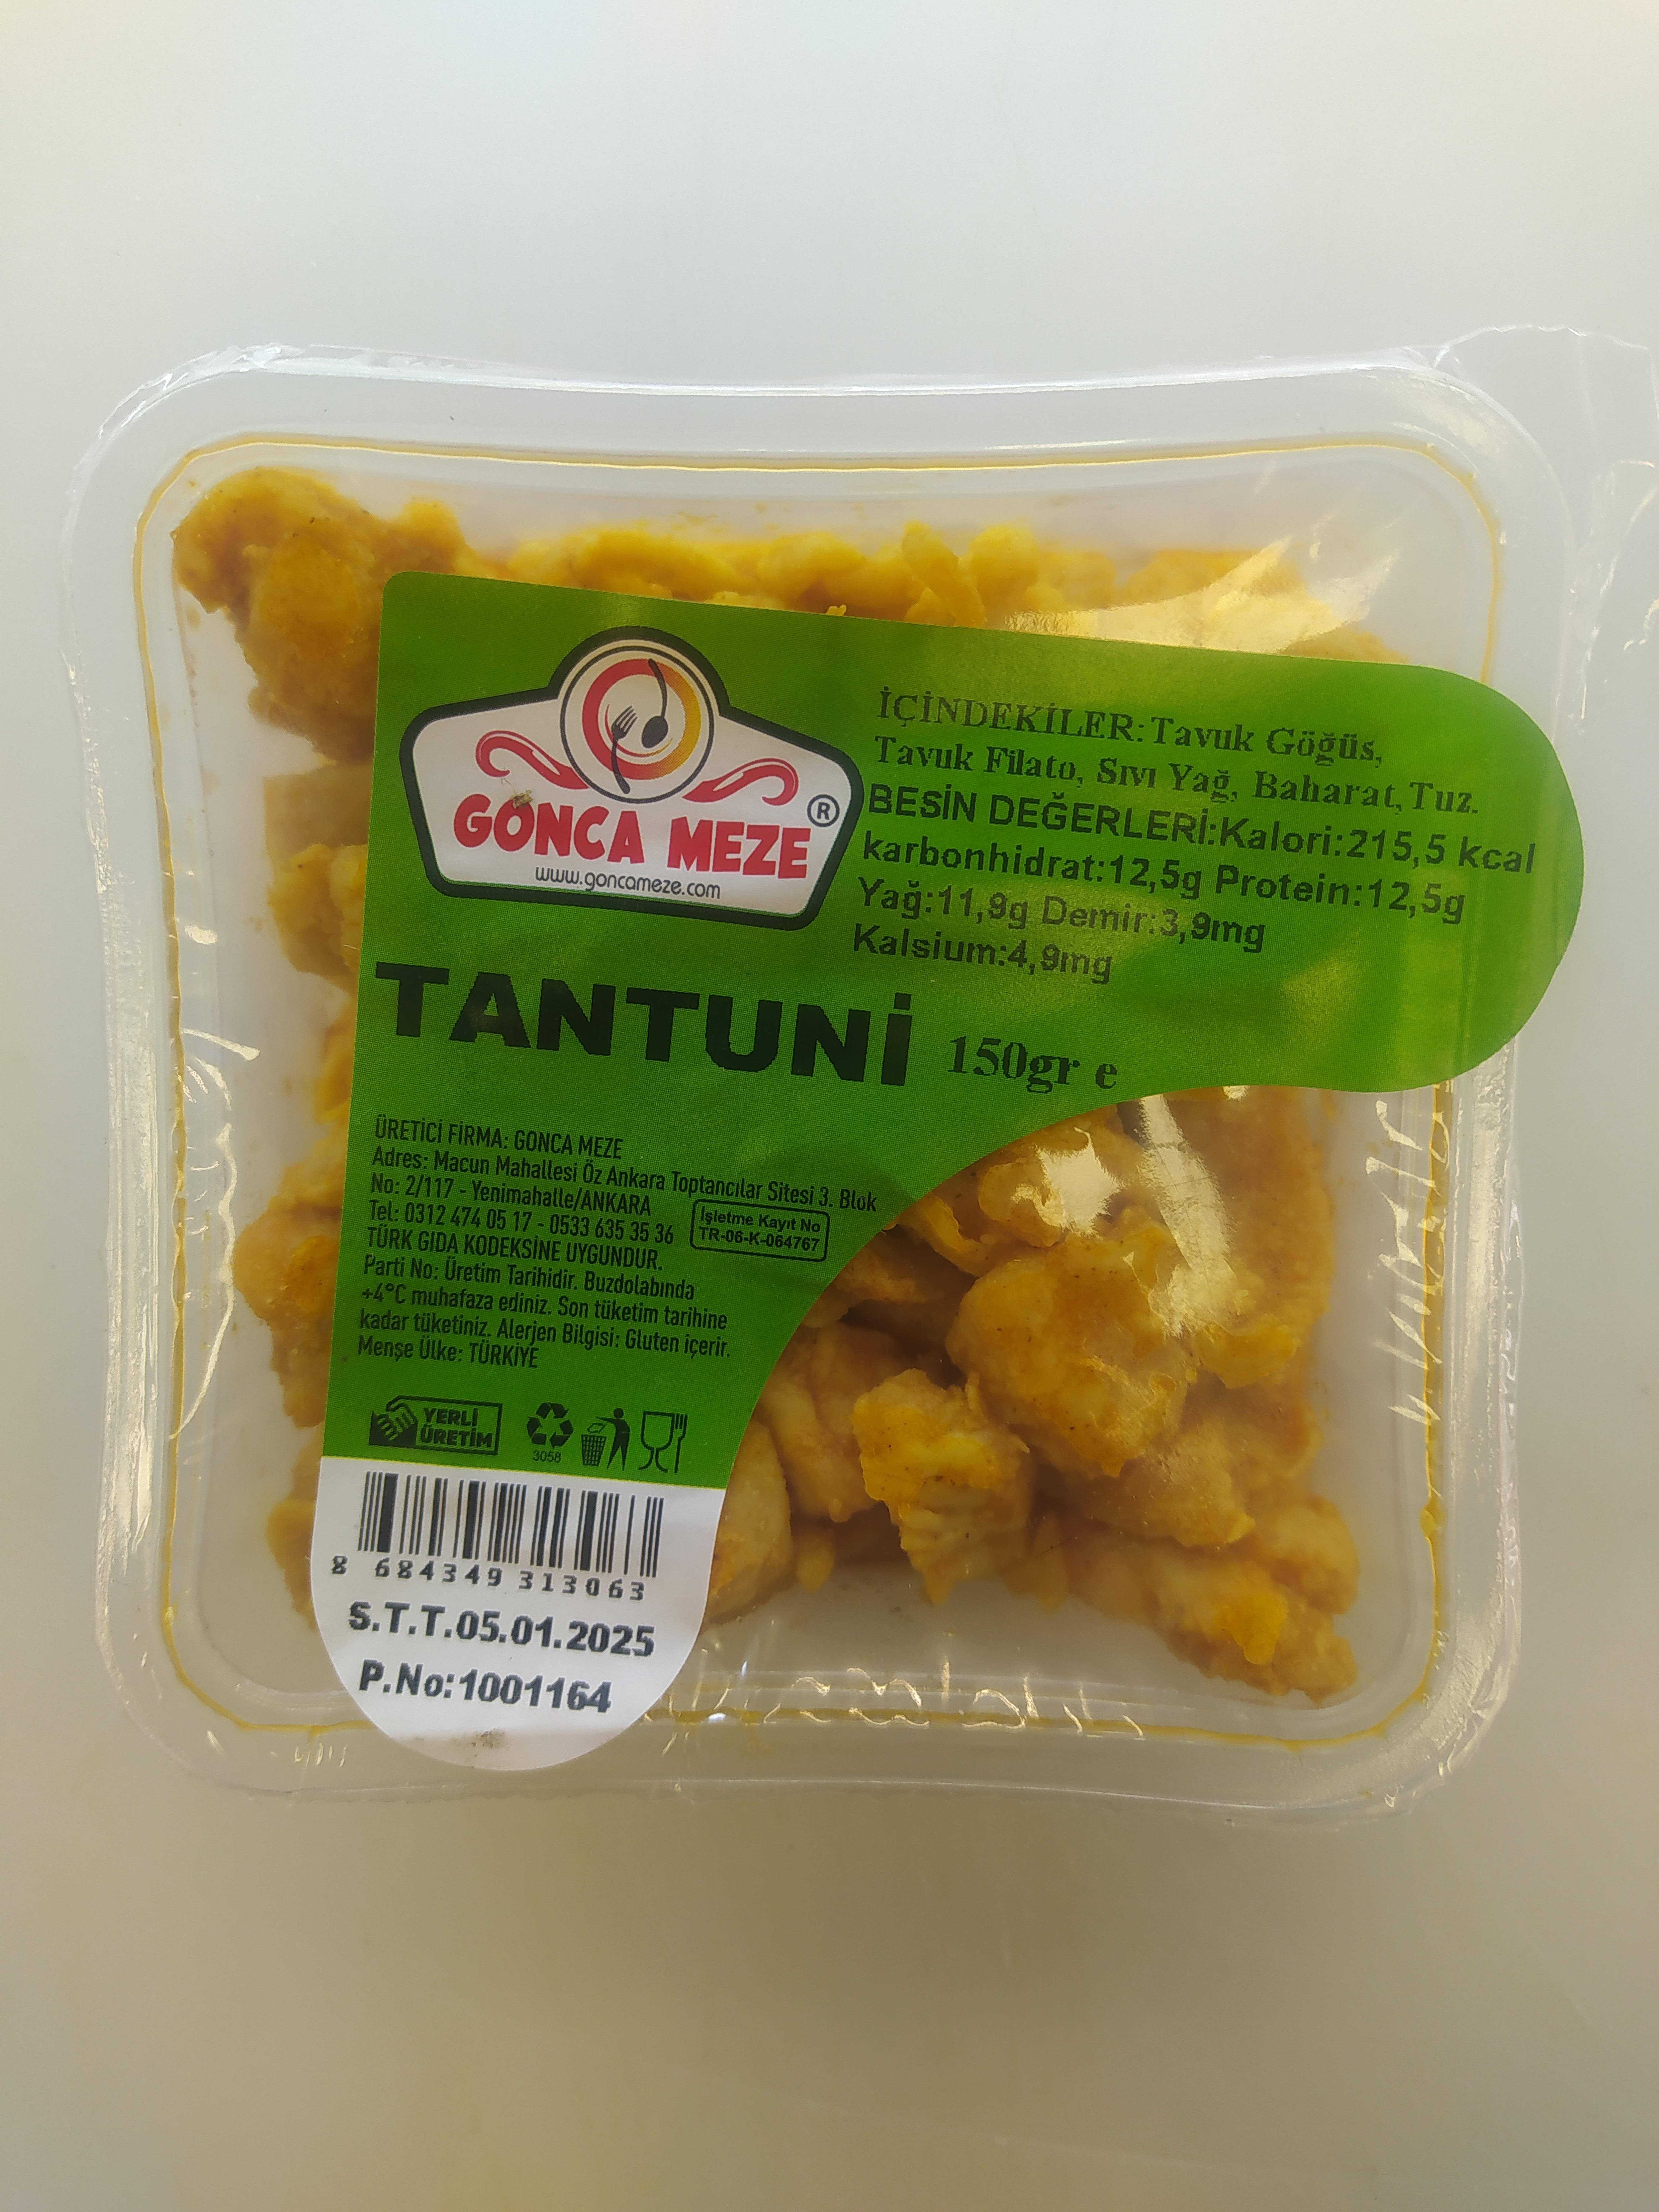 GONCA MEZE ®
www.goncameze.com
İÇİNDEKİLER:Tavuk Göğüs,
Tavuk Filato, Sıvı Yağ, Baharat,Tuz.
BESİN DEĞERLERİ:Kalori:215,5 kcal
karbonhidrat:12,5g Protein:12,5g
Yağ:11,9g Demir:3,9mg
Kalsium:4,9mg
TANTUNİ 150gr e
ÜRETİCİ FİRMA: GONCA MEZE
Adres: Macun Mahallesi Öz Ankara Toptancılar Sitesi 3. Blok
No: 2/117 - Yenimahalle/ANKARA
Tel: 0312 474 05 17 - 0533 635 35 36
İşletme Kayıt No
TR-06-K-064767
TÜRK GIDA KODEKSİNE UYGUNDUR.
Parti No: Üretim Tarihidir. Buzdolabında
+4°C muhafaza ediniz. Son tüketim tarihine
kadar tüketiniz. Alerjen Bilgisi: Gluten içerir.
Menşe Ülke: TÜRKİYE
YERLİ
ÜRETİM
3058
8 684349 313063
S.T.T.05.01.2025
P.No:1001164